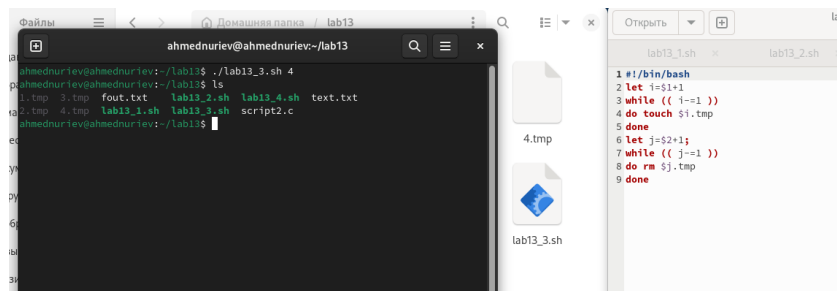 Файлы
Домашняя папка / lab13
ahmednuriev@ahmednuriev:~/lab13
ahmednuriev@ahmednuriev:~/lab13$ ./lab13_3.sh 4
ahmednuriev@ahmednuriev:~/lab13$ ls
1.tmp 3.tmp fout.txt lab13_2.sh lab13_4.sh text.txt
2.tmp 4.tmp lab13_1.sh lab13_3.sh script2.c
ahmednuriev@ahmednuriev:~/lab13$
4.tmp
lab13_3.sh
Открыть
lab13_1.sh
lab13_2.sh
1 #!/bin/bash
2 let i=$1+1
3 while (( i-=1 ))
4 do touch $i.tmp
5 done
6 let j=$2+1;
7 while (( j-=1 ))
8 do rm $j.tmp
9 done